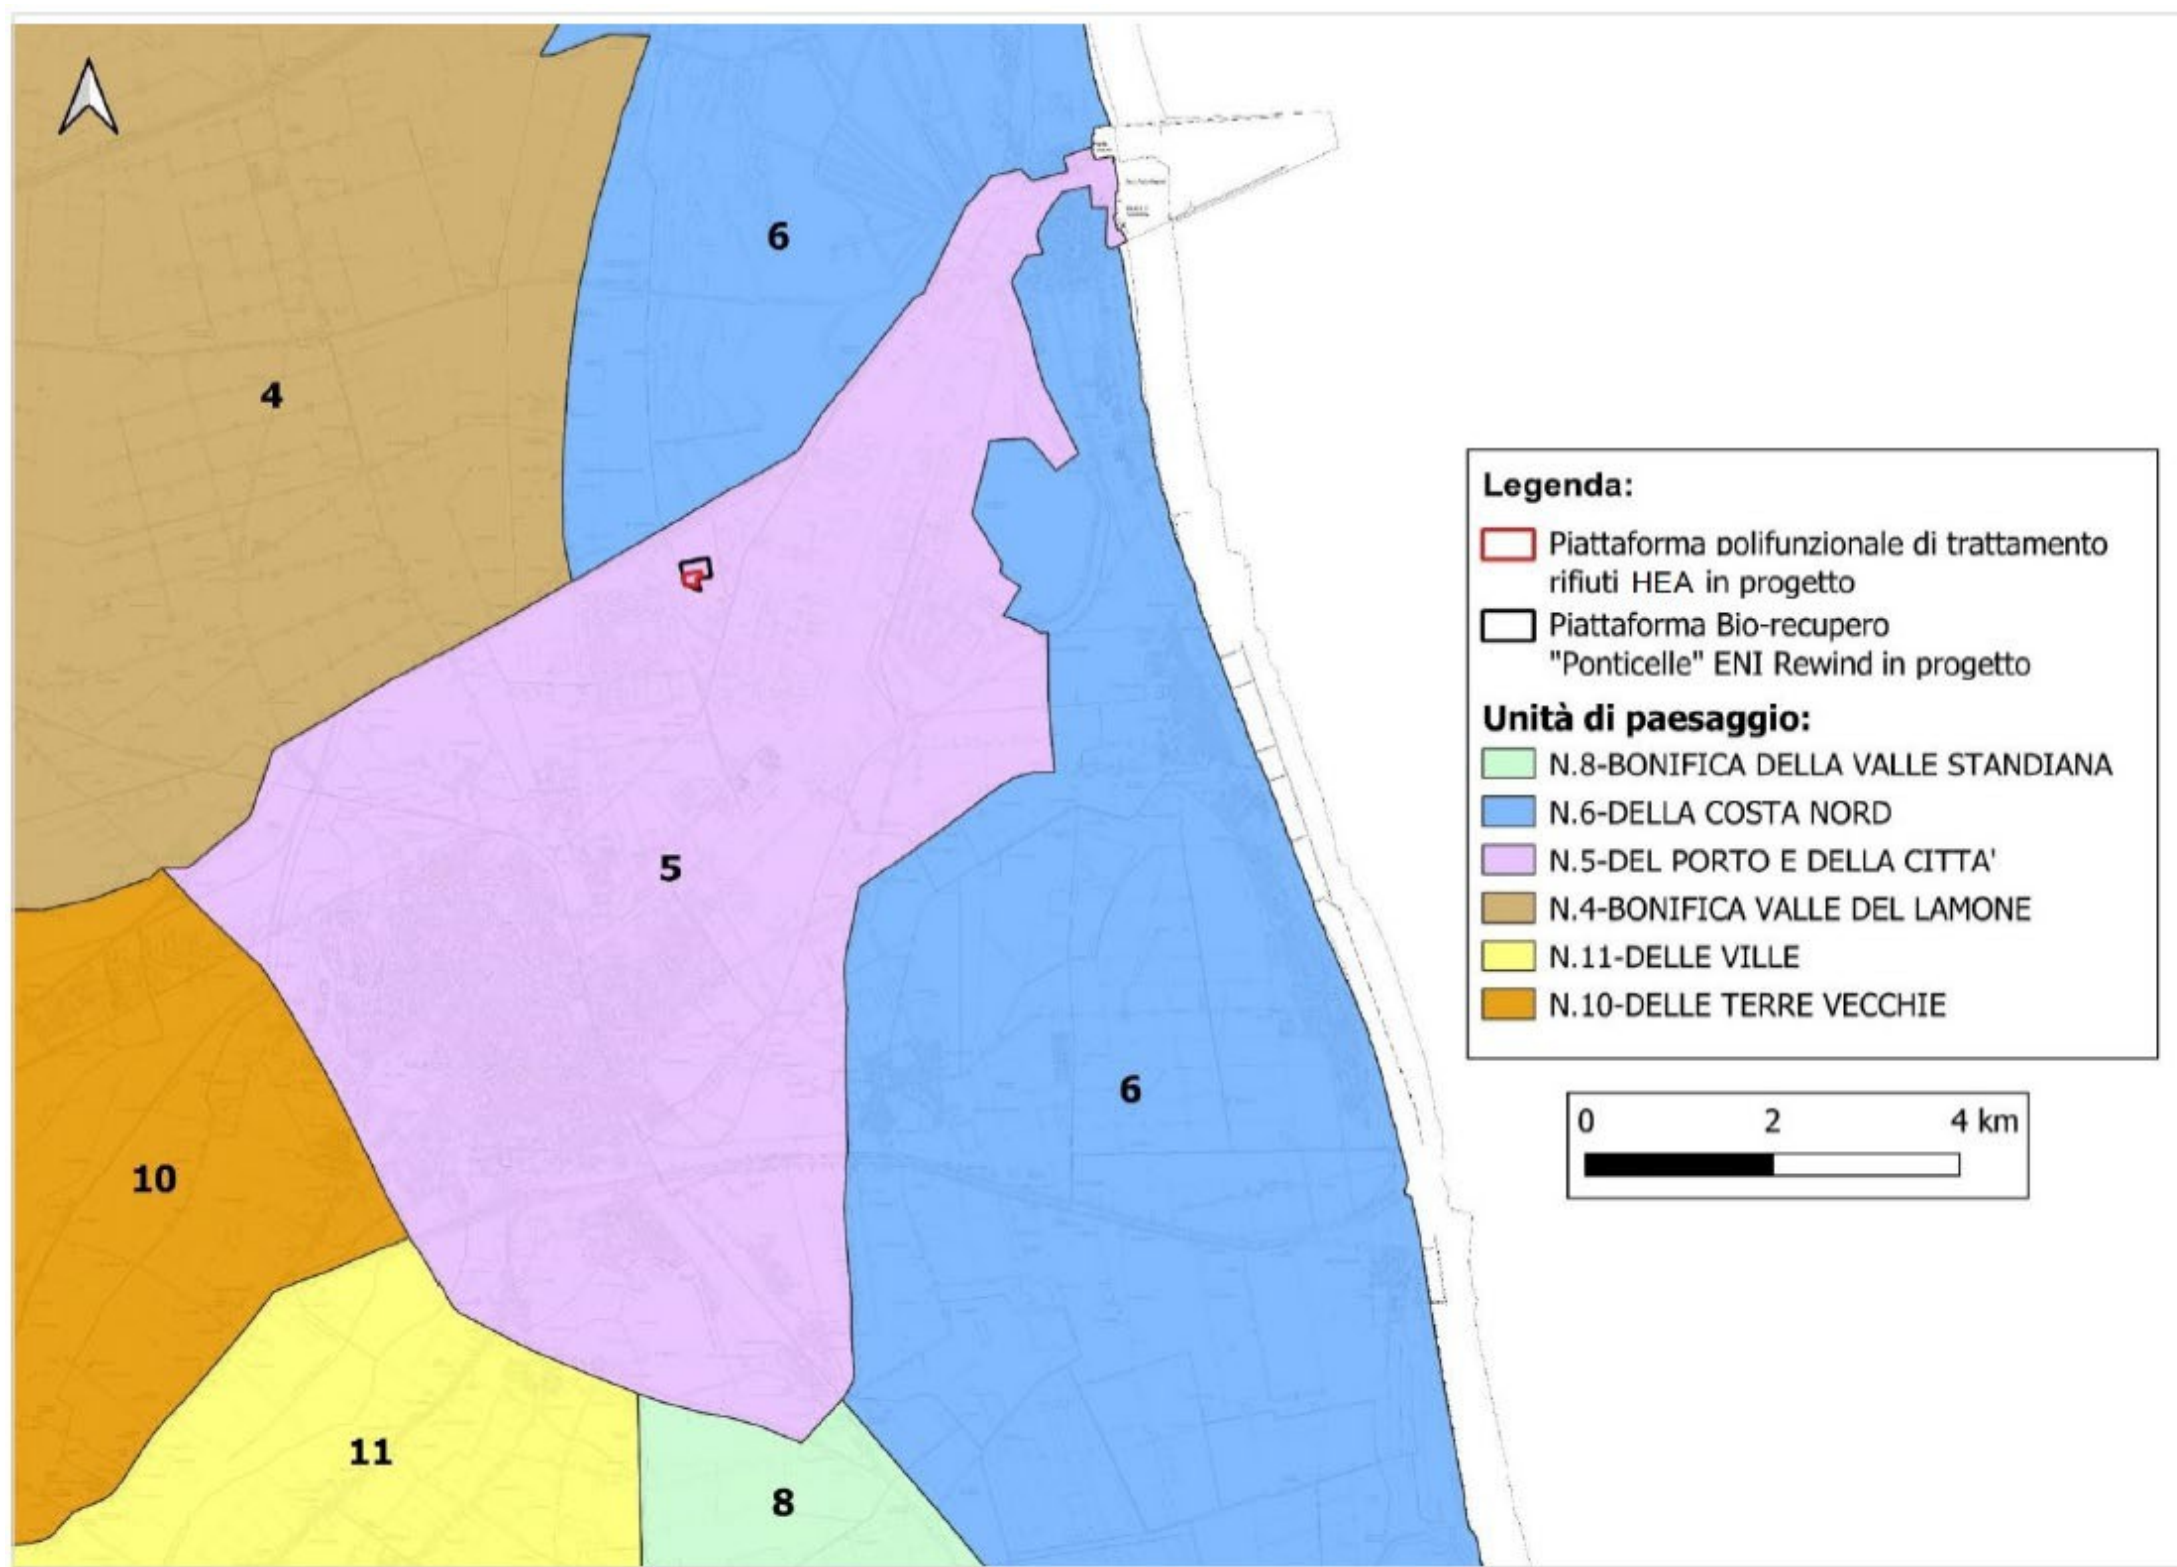 6
4
5
6
10
11
8
Legenda:
Piattaforma polifunzionale di trattamento
rifiuti HEA in progetto
Piattaforma Bio-recupero
"Ponticelle" ENI Rewind in progetto
Unità di paesaggio:
N.8-BONIFICA DELLA VALLE STANDIANA
N.6-DELLA COSTA NORD
N.5-DEL PORTO E DELLA CITTA'
N.4-BONIFICA VALLE DEL LAMONE
N.11-DELLE VILLE
N.10-DELLE TERRE VECCHIE
0 2 4 km